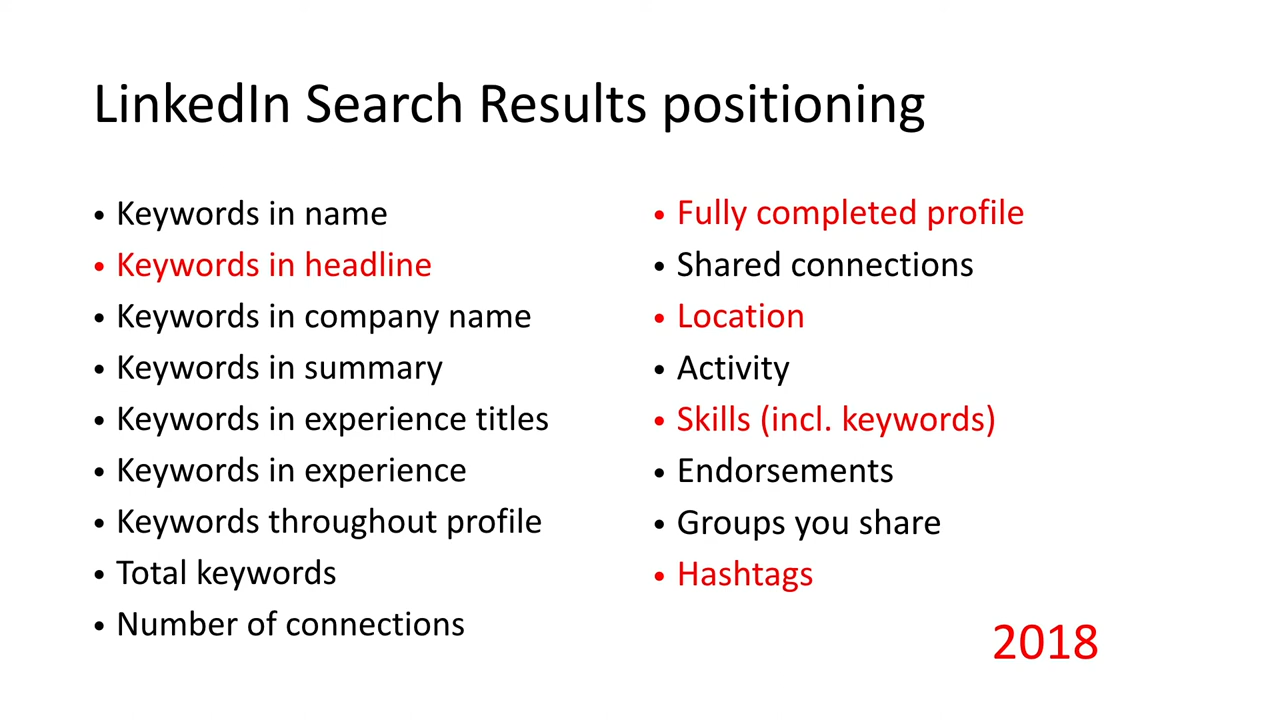 LinkedIn Search Results positioning
• Keywords in name
• Keywords in headline
• Keywords in company name
• Keywords in summary
• Keywords in experience titles
• Keywords in experience
• Keywords throughout profile
• Total keywords
• Number of connections
• Fully completed profile
• Shared connections
• Location
• Activity
• Skills (incl. keywords)
• Endorsements
• Groups you share
• Hashtags
2018